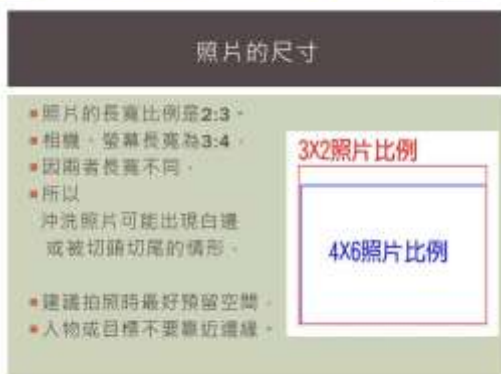 照片的尺寸
照片的長寬比例是2:3。
相機、螢幕長寬為3:4。
因兩者長寬不同，
所以
沖洗照片可能出現白邊
或被切頭切尾的情形。
建議拍照時最好預留空間，
人物或目標不要靠近邊緣。
3X2照片比例
4X6照片比例